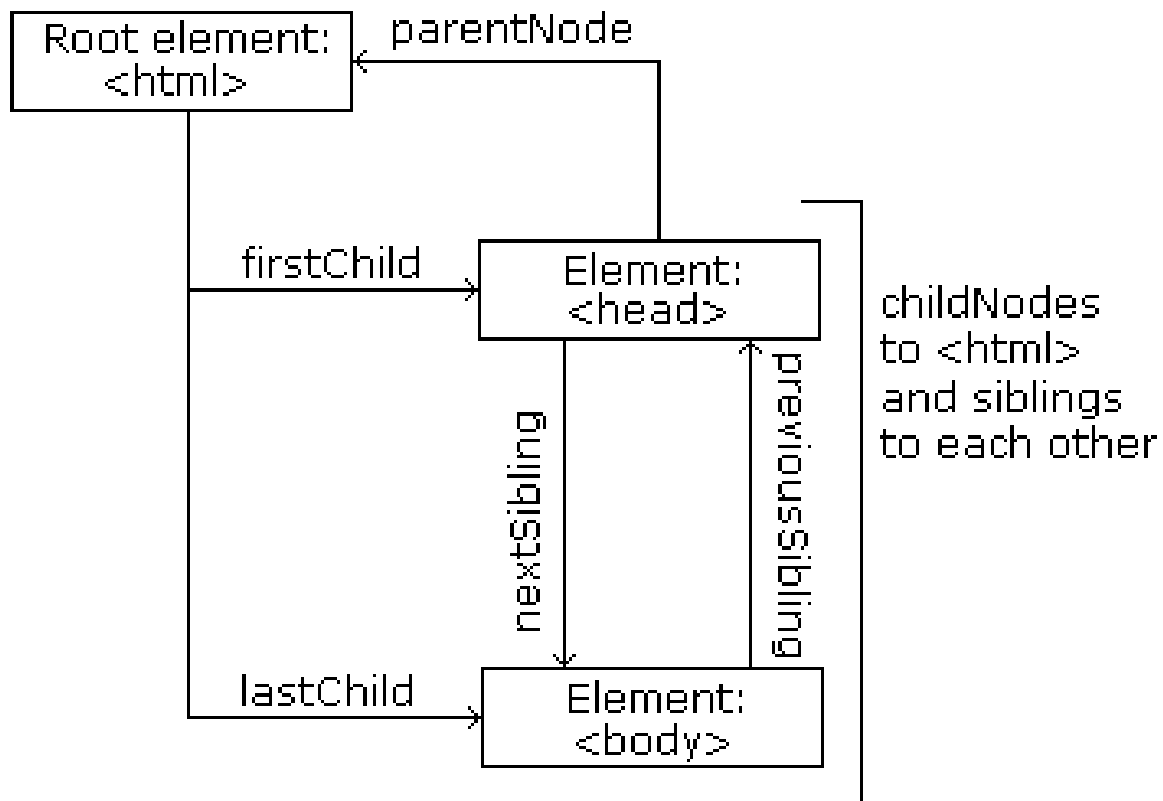 Root element:
<html>
parentNode
firstChild
Element:
<head>
childNodes
to <html>
and siblings
to each other
nextSibling
previousSibling
lastChild
Element:
<body>